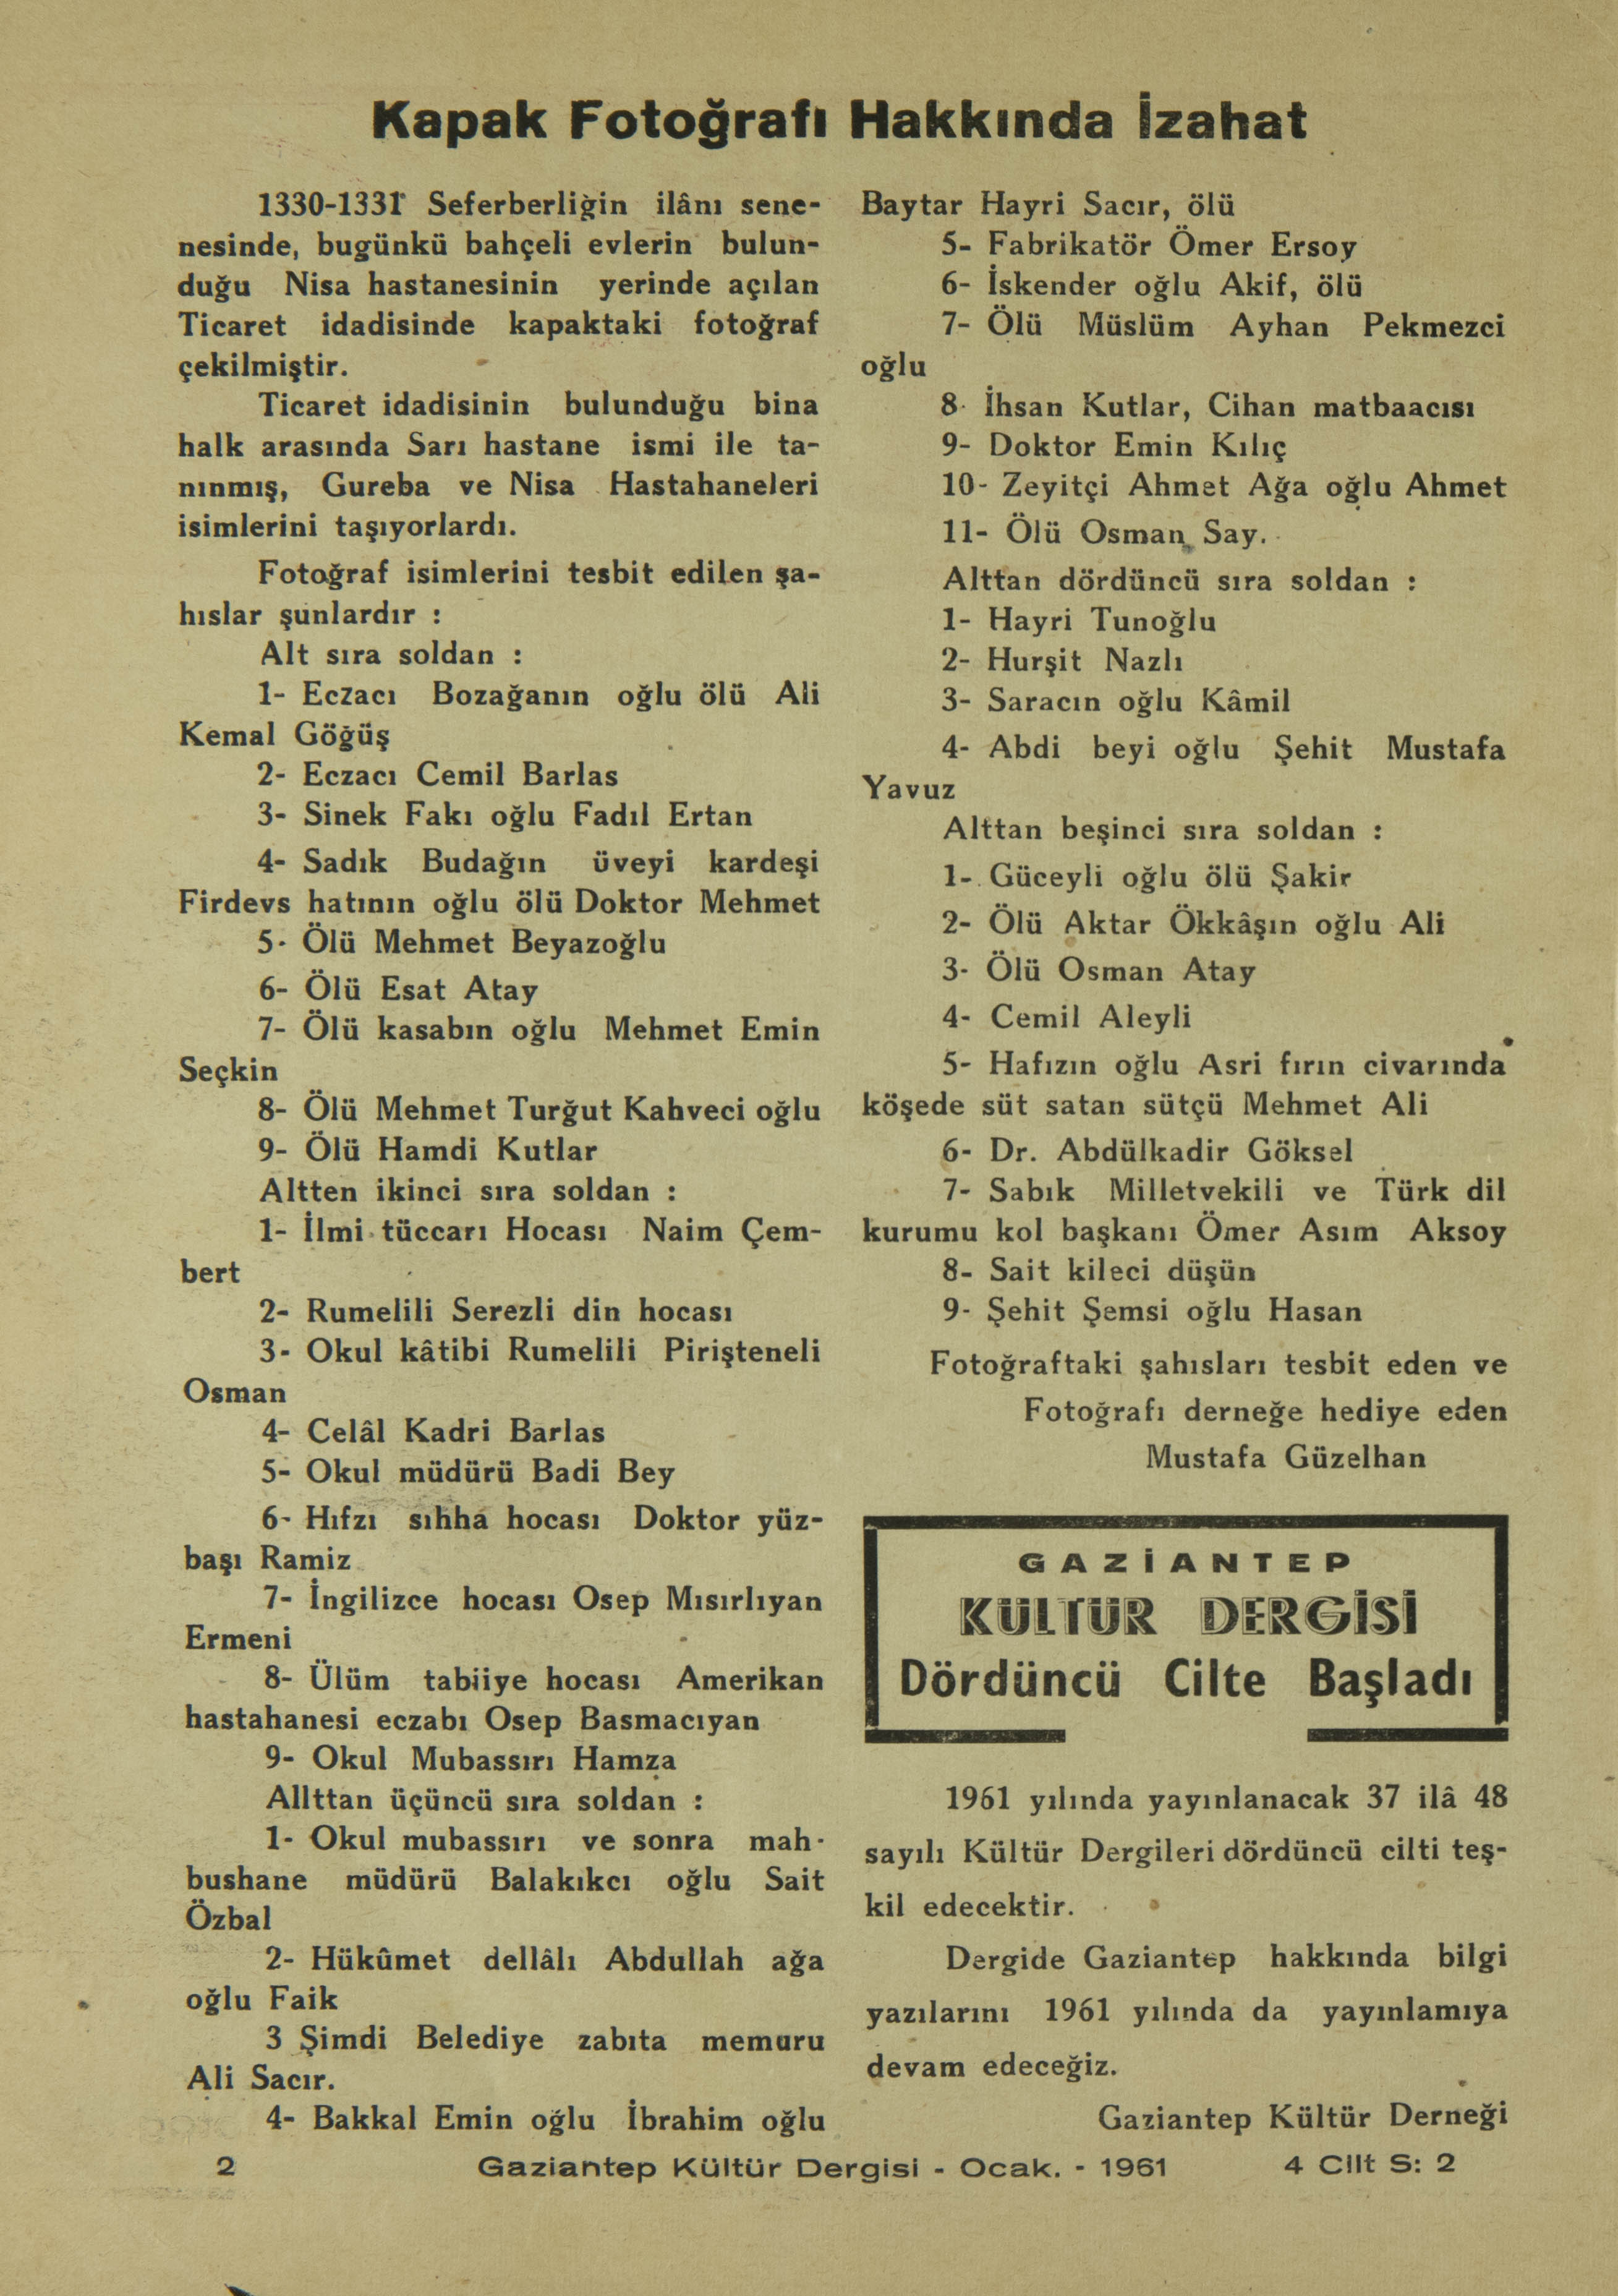 Kapak Fotoğrafı Hakkında İzahat
1330-1331 Seferberliğin ilânı sene-
nesinde, bugünkü bahçeli evlerin bulun-
duğu Nisa hastanesinin yerinde açılan
Ticaret idadisinde kapaktaki fotoğraf
çekilmiştir.
Ticaret idadisinin bulunduğu bina
halk arasında Sarı hastane ismi ile ta-
nınmış, Gureba ve Nisa Hastahaneleri
isimlerini taşıyorlardı.
Fotoğraf isimlerini tesbit edilen şa-
hıslar şunlardır :
Alt sıra soldan :
1- Eczacı Bozağanın oğlu ölü Ali
Kemal Göğüş
2- Eczacı Cemil Barlas
3- Sinek Fakı oğlu Fadıl Ertan
4- Sadık Budağın üveyi kardeşi
Firdevs hatının oğlu ölü Doktor Mehmet
5- Ölü Mehmet Beyazoğlu
6- Ölü Esat Atay
7- Ölü kasabın oğlu Mehmet Emin
Seçkin
8- Ölü Mehmet Turğut Kahveci oğlu
9- Ölü Hamdi Kutlar
Altten ikinci sıra soldan :
1- İlmi tüccarı Hocası Naim Çem-
bert
2- Rumelili Serezli din hocası
3- Okul kâtibi Rumelili Pirişteneli
Osman
4- Celâl Kadri Barlas
5- Okul müdürü Badi Bey
6- Hıfzı sıhha hocası Doktor yüz-
başı Ramiz
7- İngilizce hocası Osep Mısırlıyan
Ermeni
8- Ülüm tabiiye hocası Amerikan
hastahanesi eczabı Osep Basmacıyan
9- Okul Mubassırı Hamza
Allttan üçüncü sıra soldan :
1- Okul mubassırı ve sonra mah-
bushane müdürü Balakıkcı oğlu Sait
Özbal
2- Hükûmet dellâlı Abdullah ağa
oğlu Faik
3 Şimdi Belediye zabıta memuru
Ali Sacır.
4- Bakkal Emin oğlu İbrahim oğlu
Baytar Hayri Sacır, ölü
5- Fabrikatör Ömer Ersoy
6- İskender oğlu Akif, ölü
7- Ölü Müslüm Ayhan Pekmezci
oğlu
8- İhsan Kutlar, Cihan matbaacısı
9- Doktor Emin Kılıç
10- Zeyitçi Ahmet Ağa oğlu Ahmet
11- Ölü Osman Say.
Alttan dördüncü sıra soldan :
1- Hayri Tunoğlu
2- Hurşit Nazlı
3- Saracın oğlu Kâmil
4- Abdi beyi oğlu Şehit Mustafa
Yavuz
Alttan beşinci sıra soldan :
1- Güceyli oğlu ölü Şakir
2- Ölü Aktar Ökkâşın oğlu Ali
3- Ölü Osman Atay
4- Cemil Aleyli
5- Hafızın oğlu Asri fırın civarında
köşede süt satan sütçü Mehmet Ali
6- Dr. Abdülkadir Göksel
7- Sabık Milletvekili ve Türk dil
kurumu kol başkanı Ömer Asım Aksoy
8- Sait kileci düşün
9- Şehit Şemsi oğlu Hasan
Fotoğraftaki şahısları tesbit eden ve
Fotoğrafı derneğe hediye eden
Mustafa Güzelhan
GAZİANTEP
KÜLTÜR DERGİSİ
Dördüncü Cilte Başladı
1961 yılında yayınlanacak 37 ilâ 48
sayılı Kültür Dergileri dördüncü cilti teş-
kil edecektir.
Dergide Gaziantep hakkında bilgi
yazılarını 1961 yılında da yayınlamıya
devam edeceğiz.
Gaziantep Kültür Derneği
2 Gaziantep Kültür Dergisi - Ocak. - 1961 4 Cilt S: 2